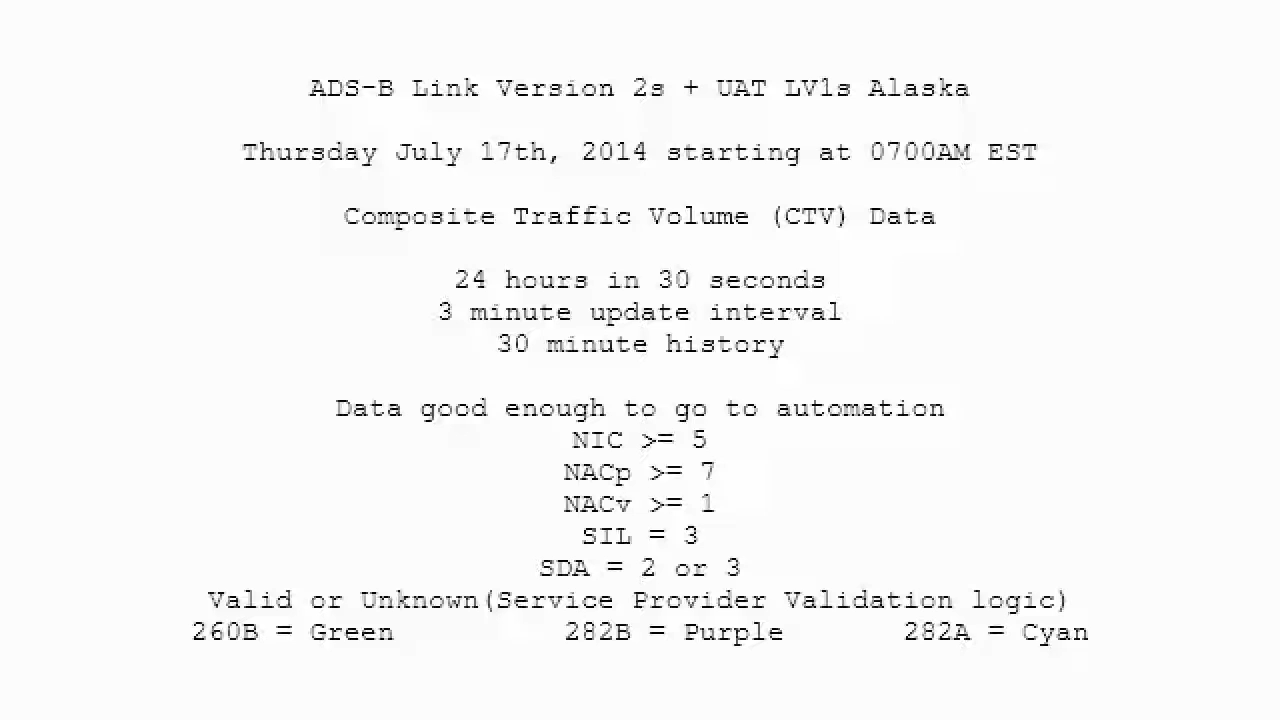 ADS-B Link Version 2s + UAT LV1s Alaska
Thursday July 17th, 2014 starting at 0700AM EST
Composite Traffic Volume (CTV) Data
24 hours in 30 seconds
3 minute update interval
30 minute history
Data good enough to go to automation
NIC >= 5
NACp >= 7
NACv >= 1
SIL = 3
SDA = 2 or 3
Valid or Unknown(Service Provider Validation logic)
260B = Green 282B = Purple 282A = Cyan